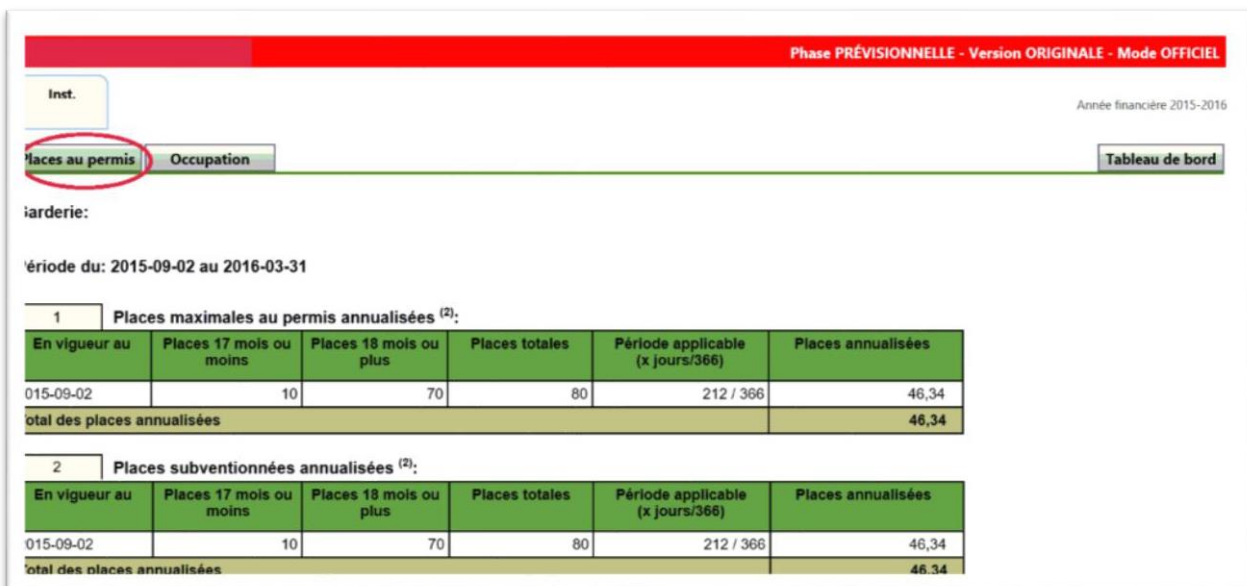 Phase PRÉVISIONNELLE - Version ORIGINALE - Mode OFFICIEL
Inst.
Année financière 2015-2016
laces au permis Occupation Tableau de bord
arderie:
ériode du: 2015-09-02 au 2016-03-31
1 Places maximales au permis annualisées (2):
En vigueur au Places 17 mois ou moins Places 18 mois ou plus Places totales Période applicable (x jours/366) Places annualisées
015-09-02 10 70 80 212 / 366 46,34
otal des places annualisées 46,34
2 Places subventionnées annualisées (2):
En vigueur au Places 17 mois ou moins Places 18 mois ou plus Places totales Période applicable (x jours/366) Places annualisées
015-09-02 10 70 80 212 / 366 46,34
otal des places annualisées 46,34